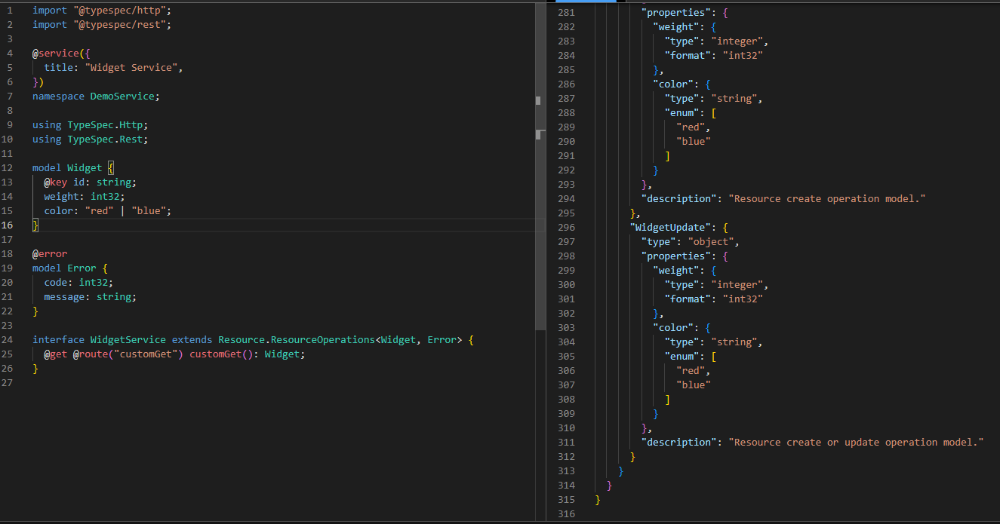 1 import "@typespec/http";
2 import "@typespec/rest";
3
4 @service({
5   title: "Widget Service",
6 })
7 namespace DemoService;
8
9 using TypeSpec.Http;
10 using TypeSpec.Rest;
11
12 model Widget {
13   @key id: string;
14   weight: int32;
15   color: "red" | "blue";
16 }
17
18 @error
19 model Error {
20   code: int32;
21   message: string;
22 }
23
24 interface WidgetService extends Resource.ResourceOperations<Widget, Error> {
25   @get @route("customGet") customGet(): Widget;
26 }
27
281         "properties": {
282           "weight": {
283             "type": "integer",
284             "format": "int32"
285           },
286           "color": {
287             "type": "string",
288             "enum": [
289               "red",
290               "blue"
291             ]
292           }
293         },
294         "description": "Resource create operation model."
295       },
296       "WidgetUpdate": {
297         "type": "object",
298         "properties": {
299           "weight": {
300             "type": "integer",
301             "format": "int32"
302           },
303           "color": {
304             "type": "string",
305             "enum": [
306               "red",
307               "blue"
308             ]
309           }
310         },
311         "description": "Resource create or update operation model."
312       }
313     }
314   }
315 }
316